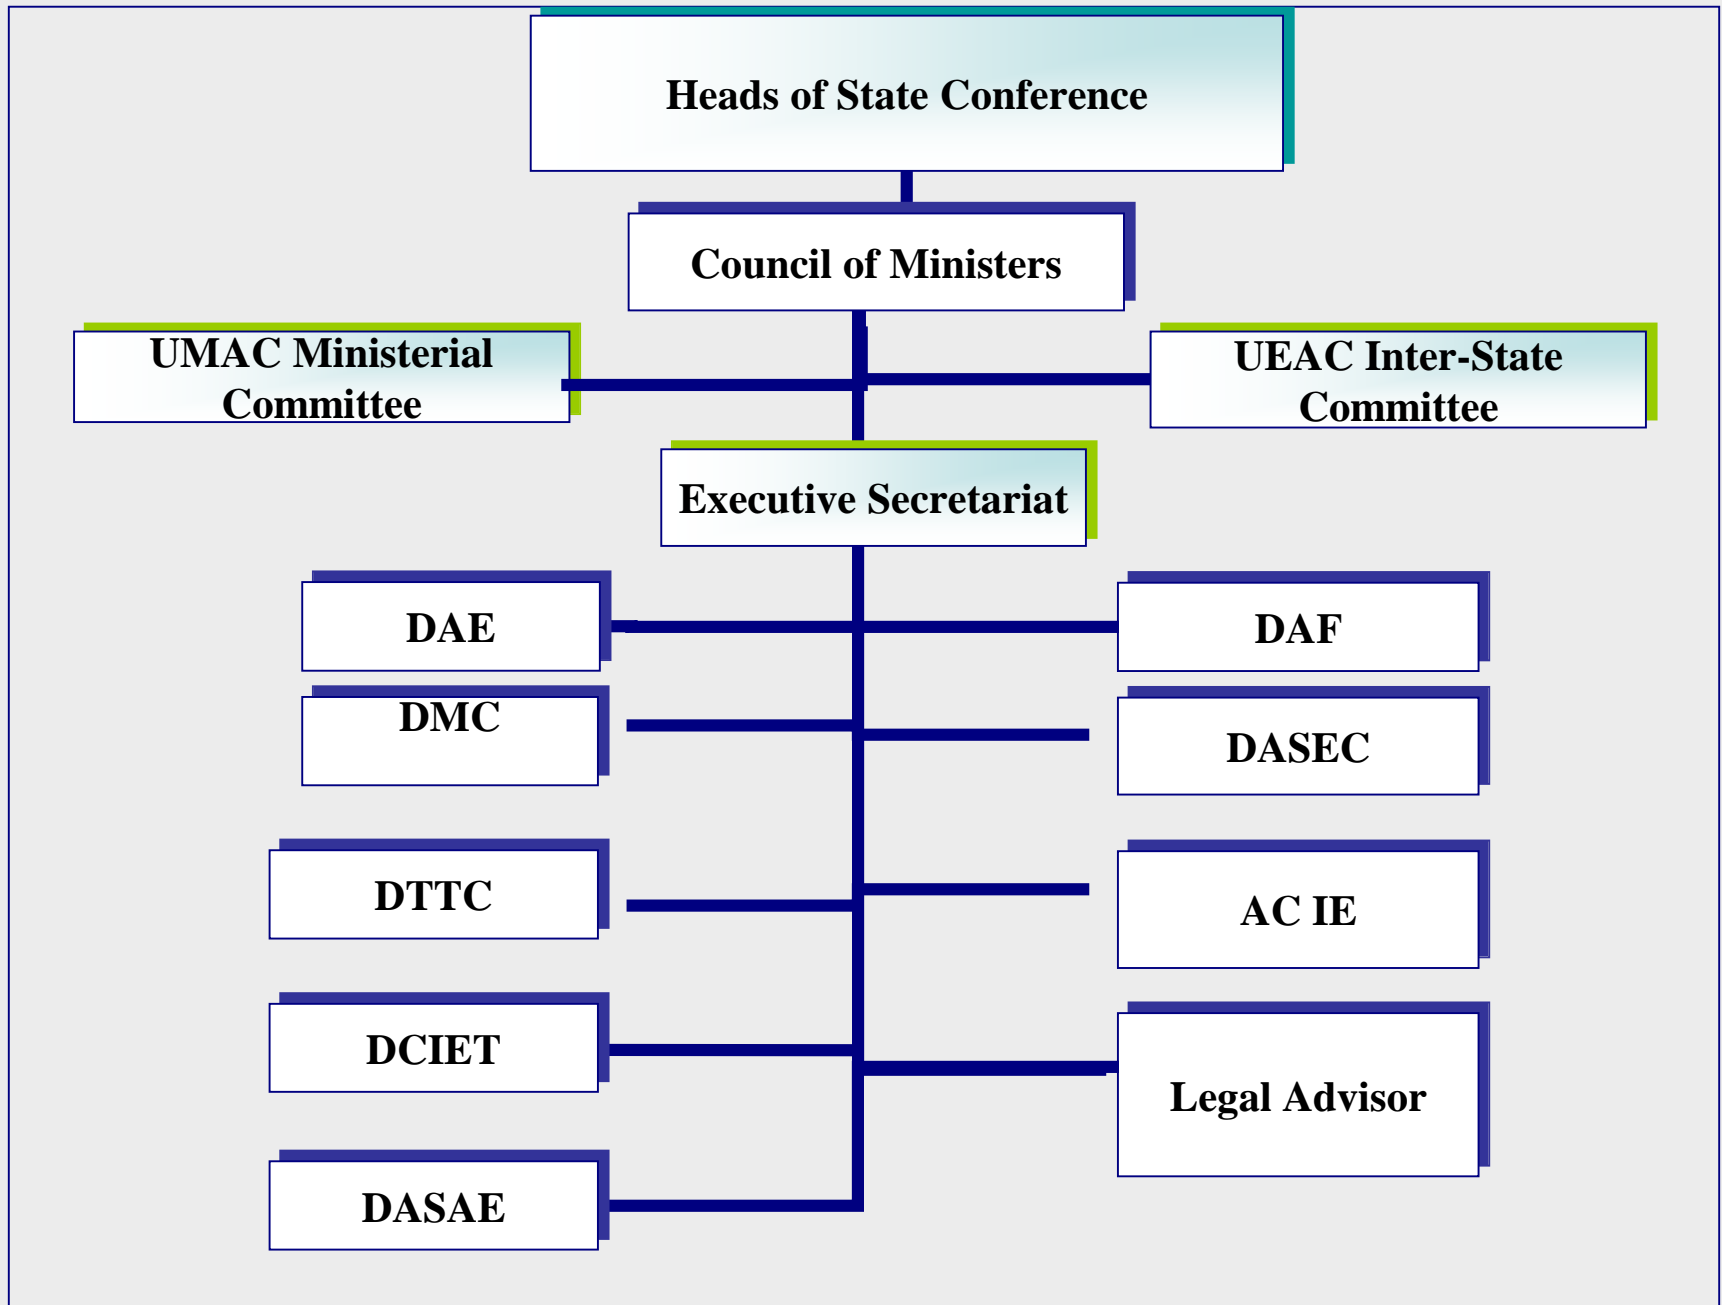 Heads of State Conference
Council of Ministers
UMAC Ministerial
Committee
UEAC Inter-State
Committee
Executive Secretariat
DAE
DAF
DMC
DASEC
DTTC
AC IE
DCIET
Legal Advisor
DASAE